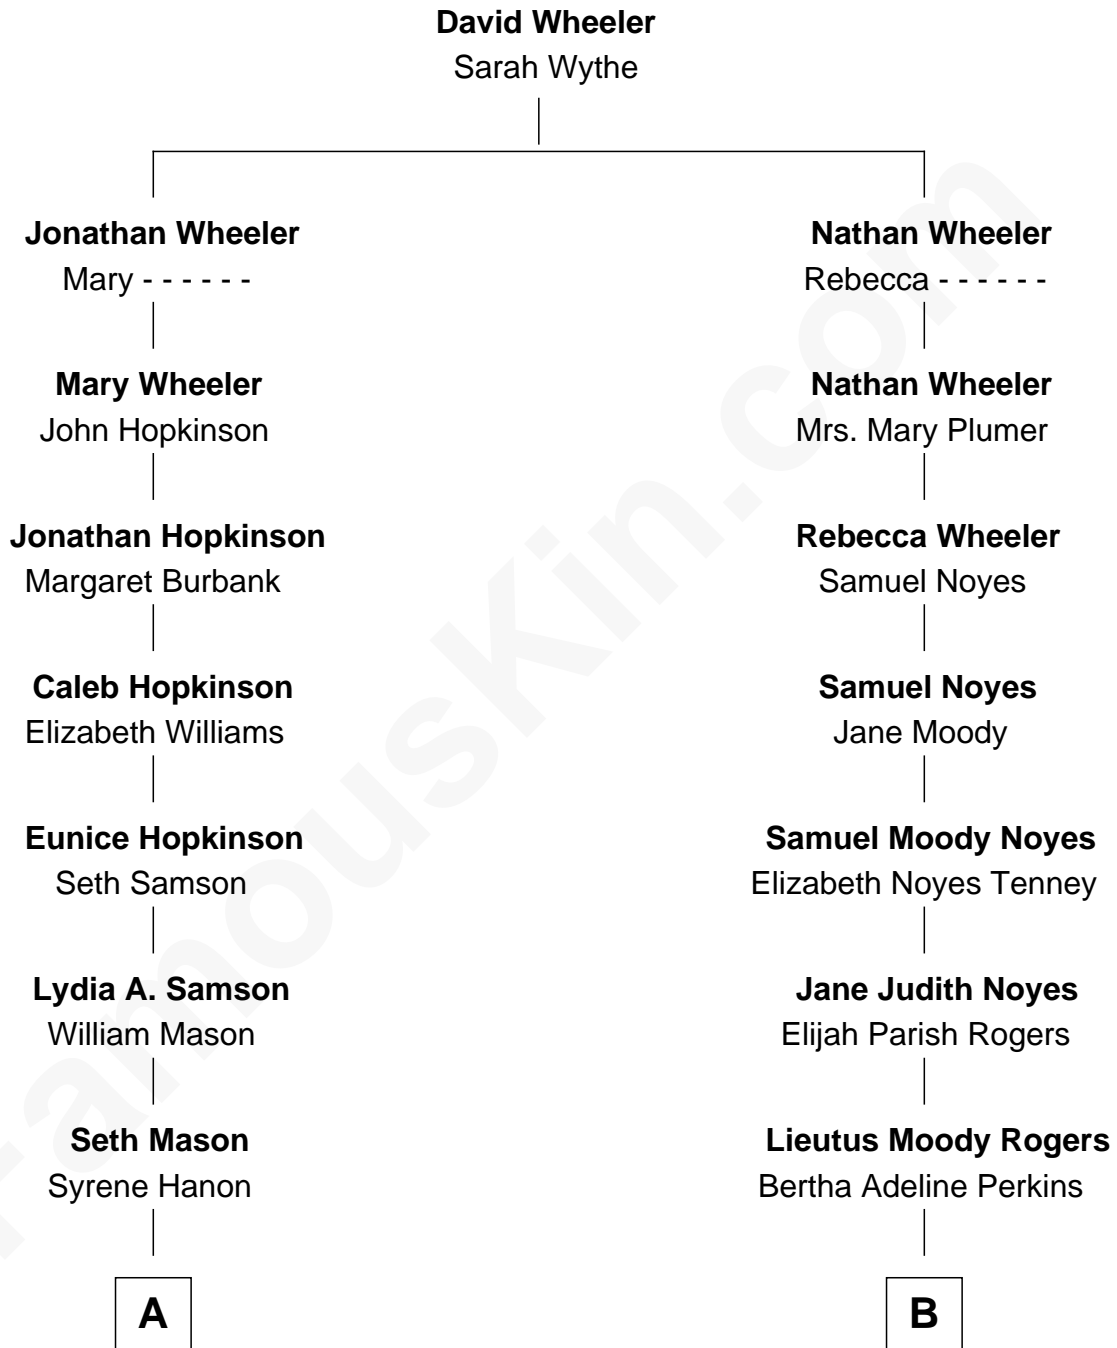 David Wheeler
Sarah Wythe
Jonathan Wheeler
Mary - - - - - -
Nathan Wheeler
Rebecca - - - - - -
Mary Wheeler
John Hopkinson
Nathan Wheeler
Mrs. Mary Plumer
Jonathan Hopkinson
Margaret Burbank
Rebecca Wheeler
Samuel Noyes
Caleb Hopkinson
Elizabeth Williams
Samuel Noyes
Jane Moody
Eunice Hopkinson
Seth Samson
Samuel Moody Noyes
Elizabeth Noyes Tenney
Lydia A. Samson
William Mason
Jane Judith Noyes
Elijah Parish Rogers
Seth Mason
Syrene Hanon
Lieutus Moody Rogers
Bertha Adeline Perkins
A
B
FamousKin.com